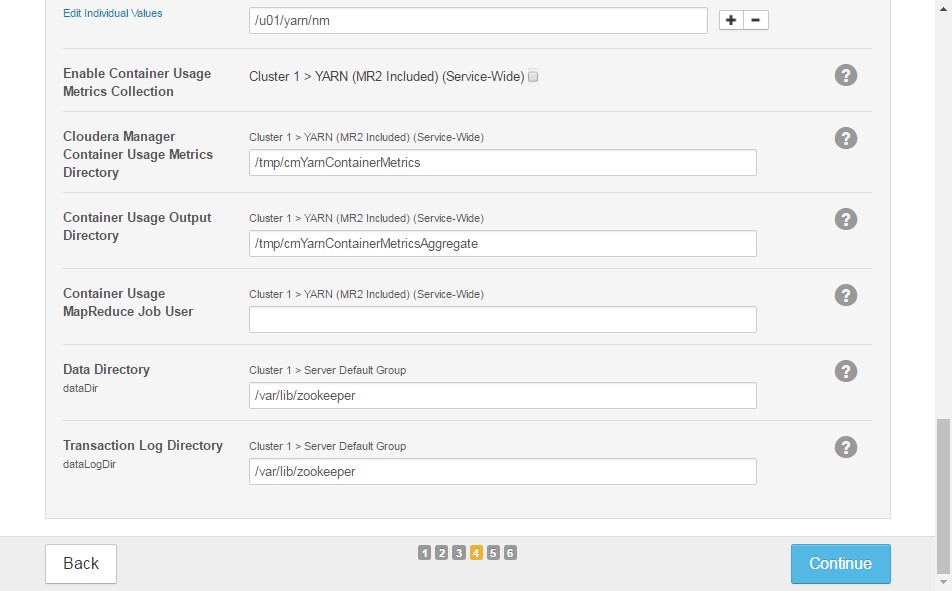 Edit Individual Values
/u01/yarn/nm
Enable Container Usage
Metrics Collection
Cluster 1 > YARN (MR2 Included) (Service-Wide)
?
Cloudera Manager
Container Usage Metrics
Directory
Cluster 1 > YARN (MR2 Included) (Service-Wide)
/tmp/cmYarnContainerMetrics
?
Container Usage Output
Directory
Cluster 1 > YARN (MR2 Included) (Service-Wide)
/tmp/cmYarnContainerMetricsAggregate
?
Container Usage
MapReduce Job User
Cluster 1 > YARN (MR2 Included) (Service-Wide)
?
Data Directory
dataDir
Cluster 1 > Server Default Group
/var/lib/zookeeper
?
Transaction Log Directory
dataLogDir
Cluster 1 > Server Default Group
/var/lib/zookeeper
?
Back
1 2 3 4 5 6
Continue